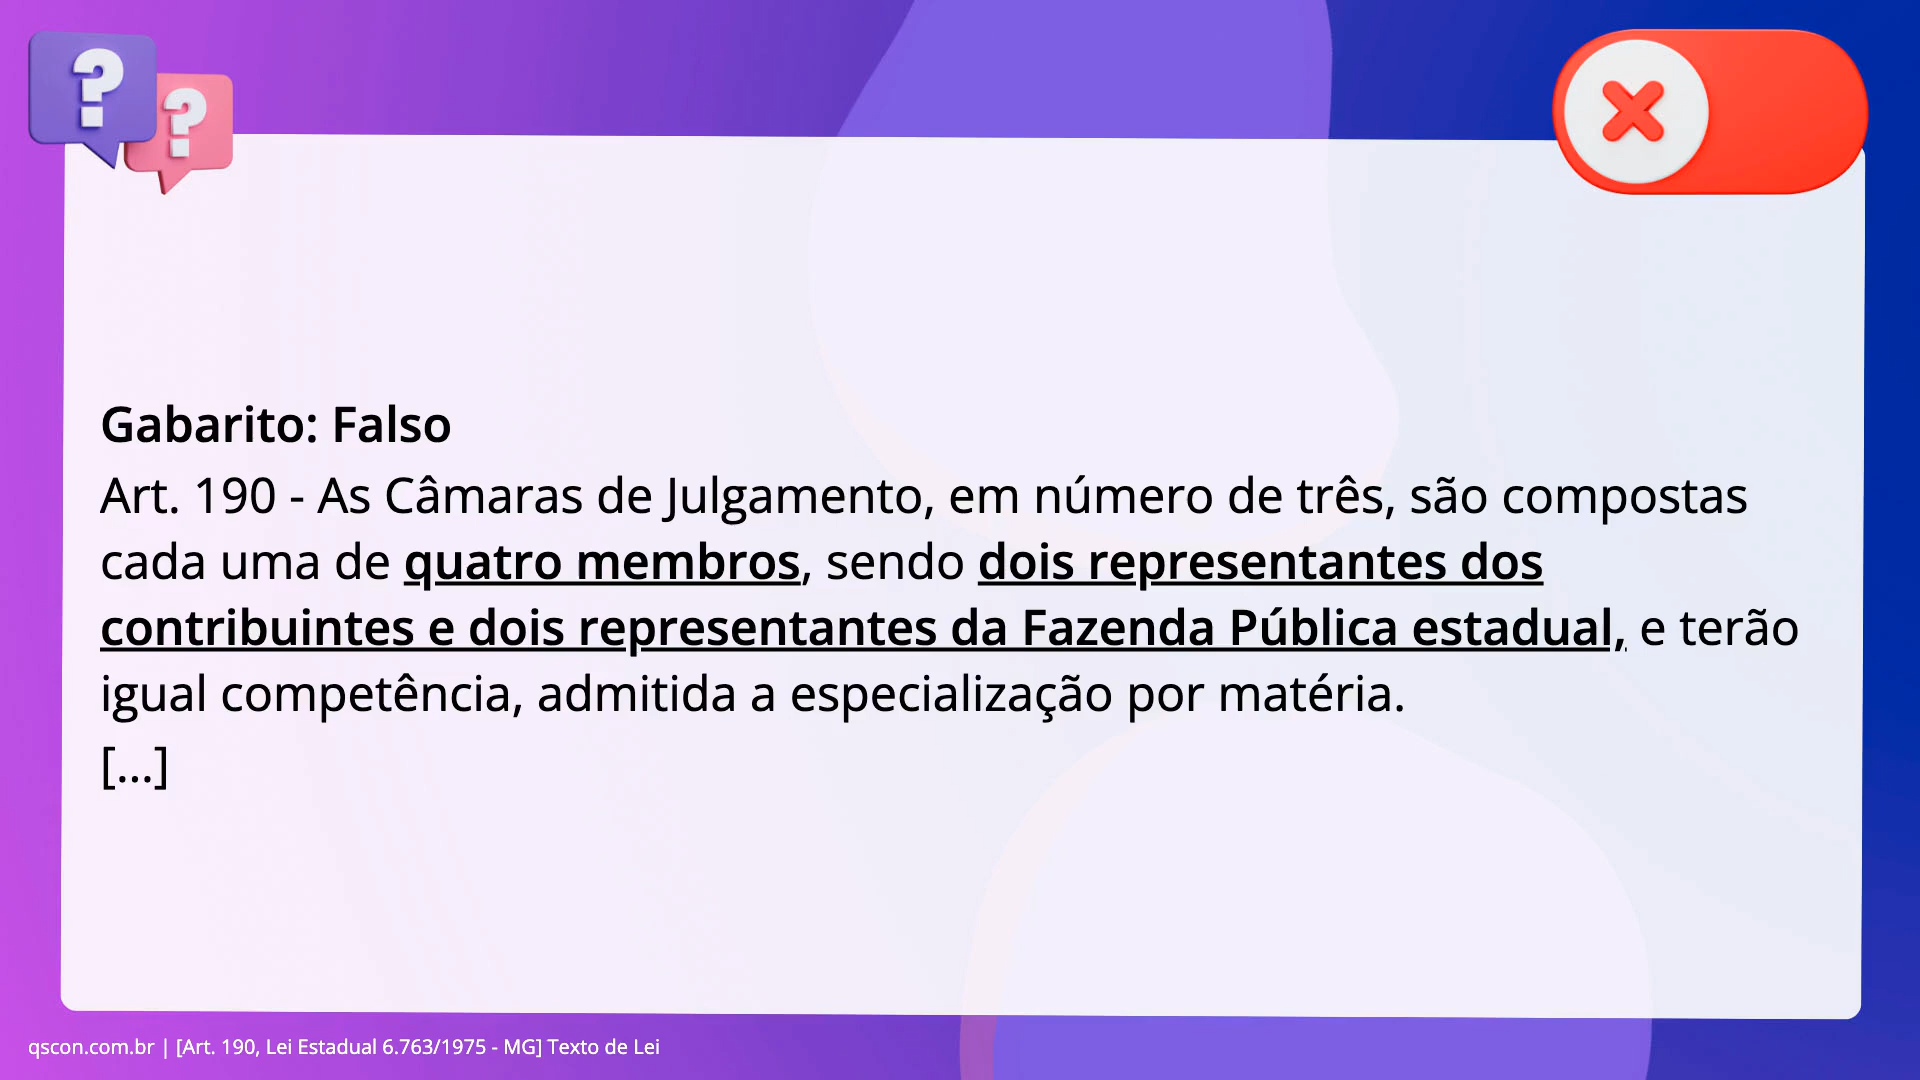 Gabarito: Falso
Art. 190 - As Câmaras de Julgamento, em número de três, são compostas
cada uma de quatro membros, sendo dois representantes dos
contribuintes e dois representantes da Fazenda Pública estadual, e terão
igual competência, admitida a especialização por matéria.
[...]
qscon.com.br | [Art. 190, Lei Estadual 6.763/1975 - MG] Texto de Lei